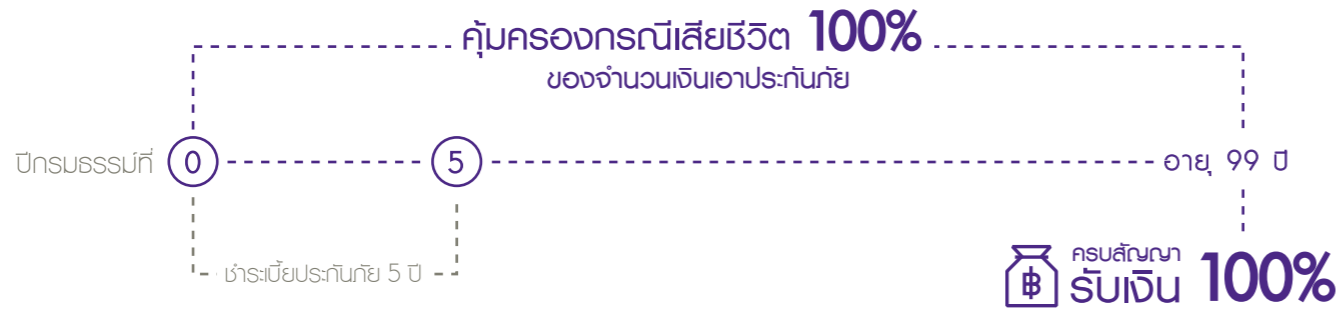 คุ้มครองกรณีเสียชีวิต 100%
ของจำนวนเงินเอาประกันภัย
ปีกรมธรรม์ที่ 0 5 อายุ 99 ปี
ชำระเบี้ยประกันภัย 5 ปี
ครบสัญญา
รับเงิน 100%
฿